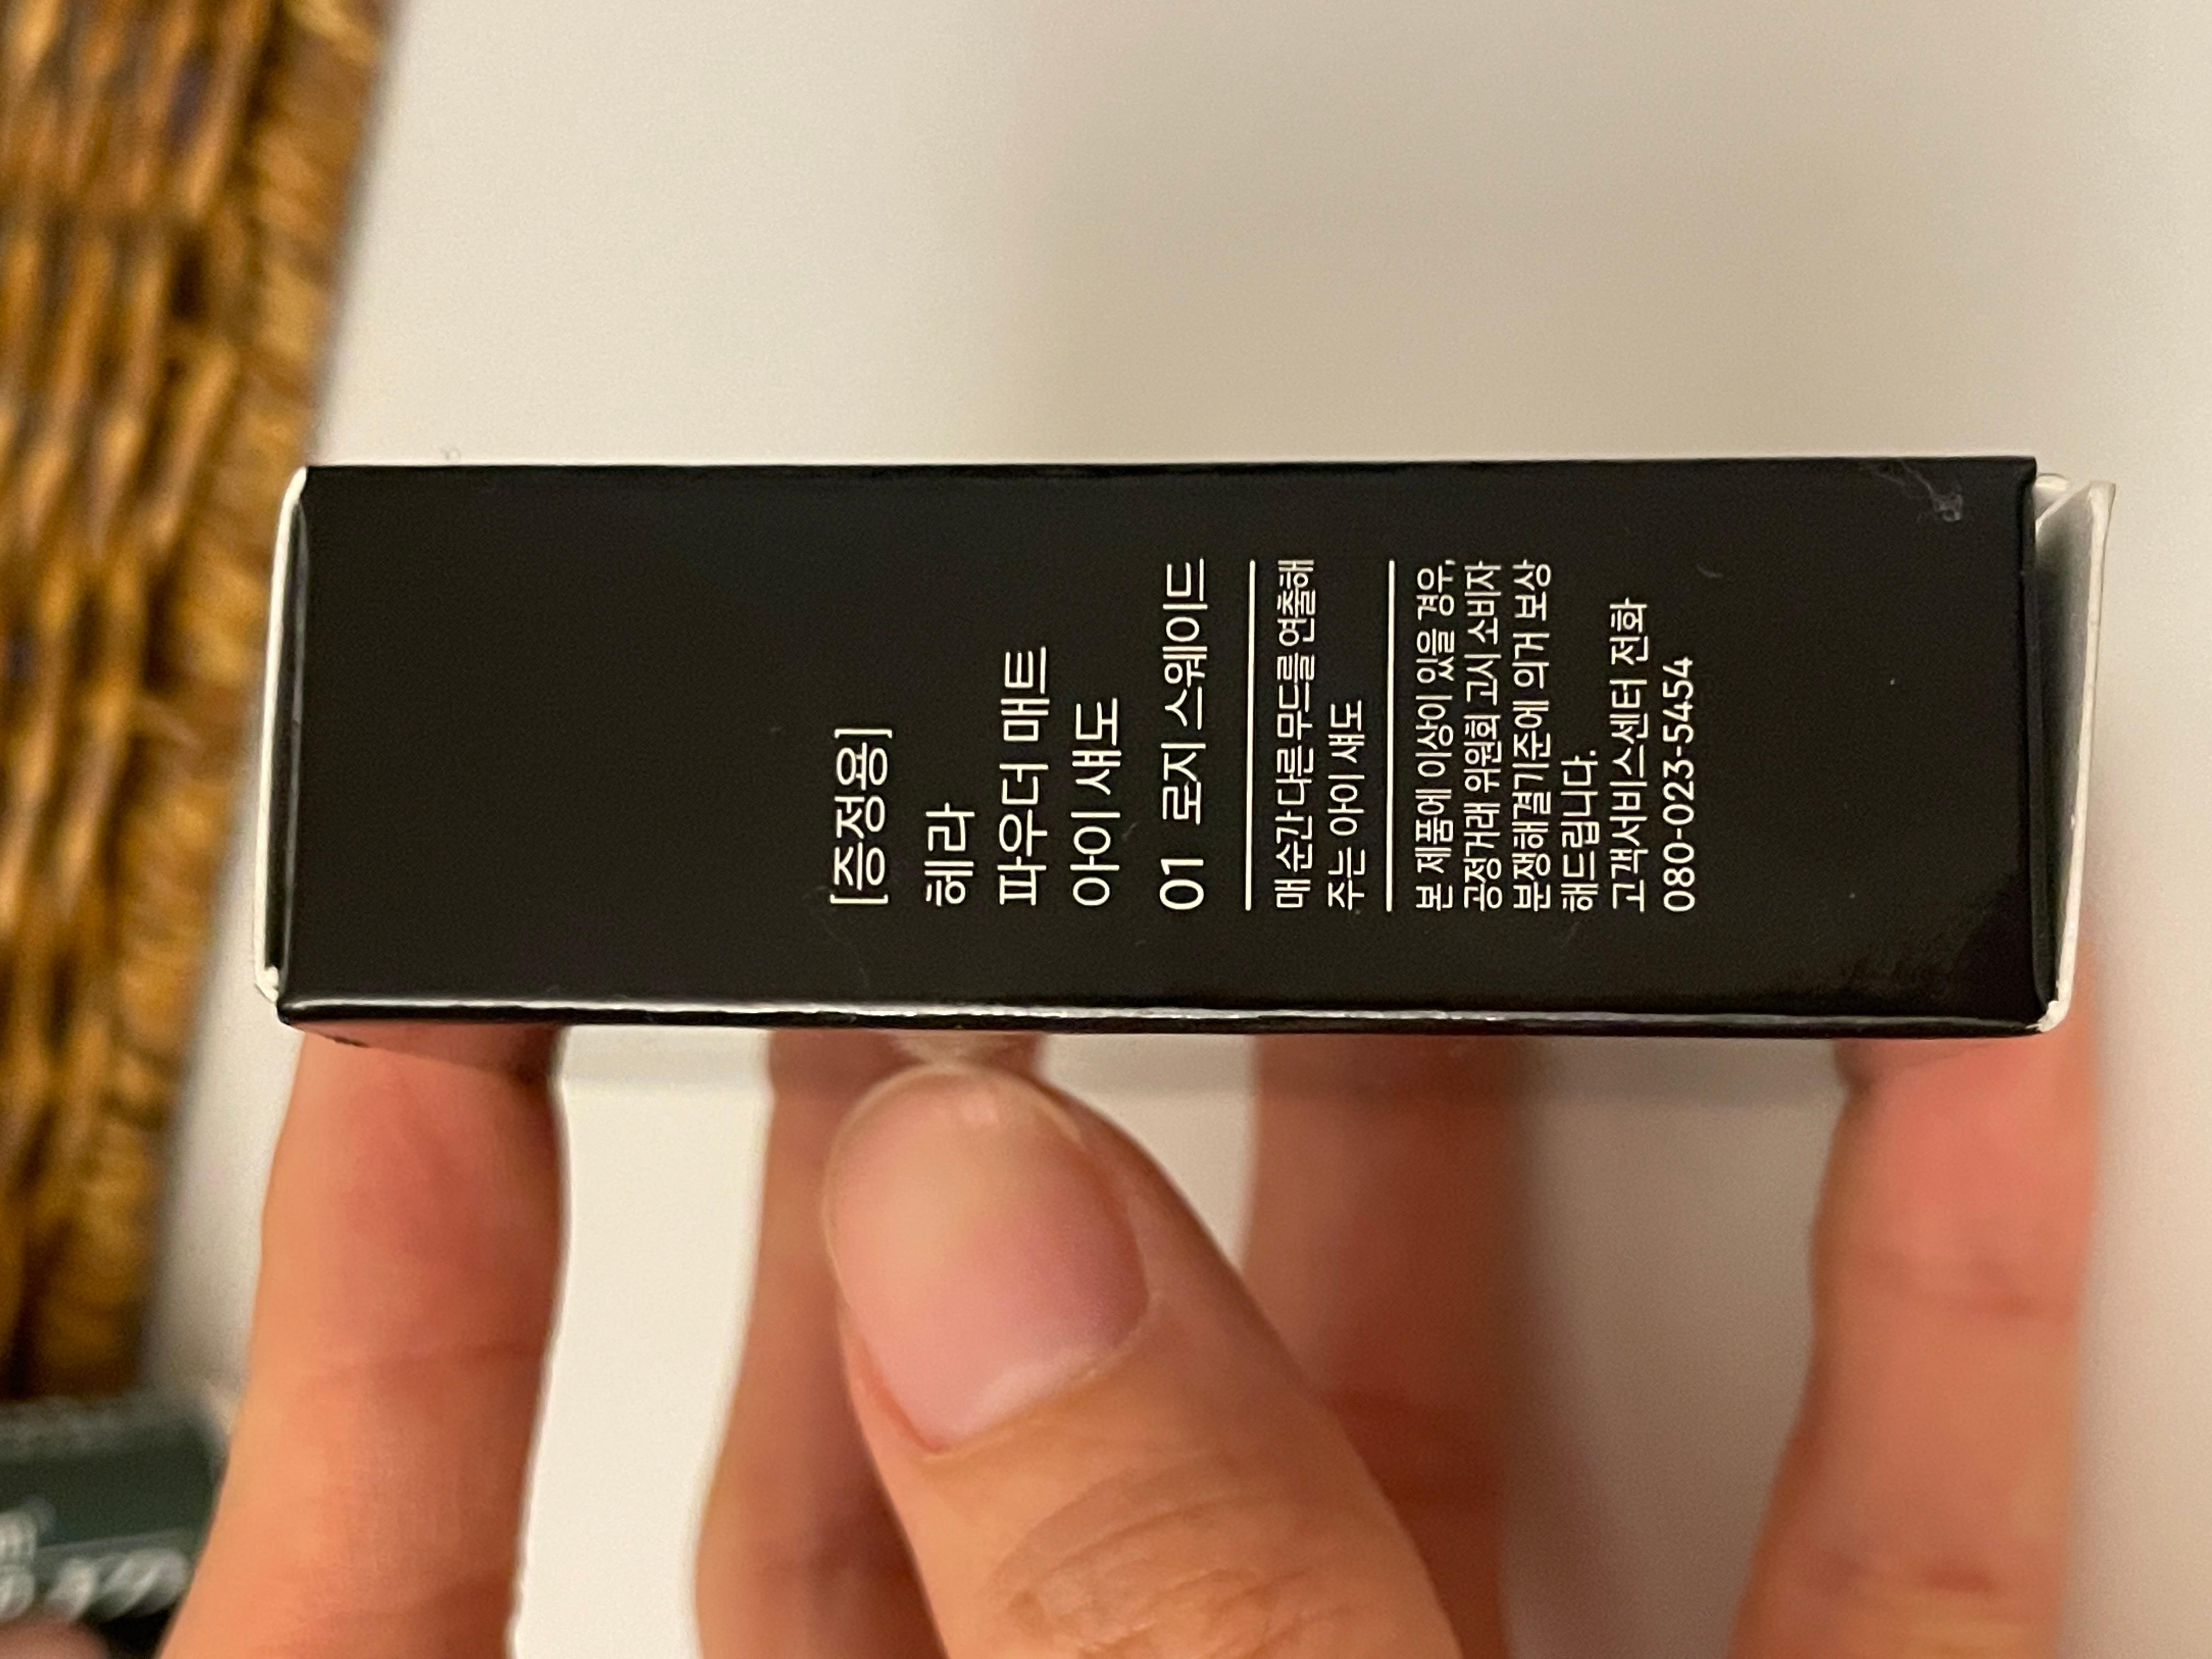 [증정용]
헤라
파우더 매트
아이 섀도
01 로지 스웨이드
매 순간 다른 무드를 연출해
주는 아이 섀도
본 제품에 이상이 있을 경우,
공정거래 위원회 고시 소비자
분쟁해결기준에 의거 보상
해드립니다.
고객서비스센터 전화
080-023-5454